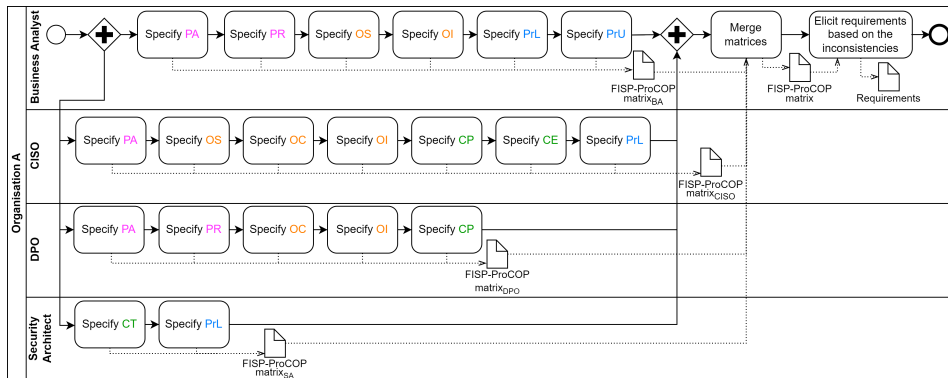 Organisation A
Business Analyst
Specify PA
Specify PR
Specify OS
Specify OI
Specify PrL
Specify PrU
Merge
matrices
Elicit requirements
based on the
inconsistencies
FISP-ProCOP
matrixBA
FISP-ProCOP
matrix
Requirements
CISO
Specify PA
Specify OS
Specify OC
Specify OI
Specify CP
Specify CE
Specify PrL
FISP-ProCOP
matrixCISO
DPO
Specify PA
Specify PR
Specify OC
Specify OI
Specify CP
FISP-ProCOP
matrixDPO
Security
Architect
Specify CT
Specify PrL
FISP-ProCOP
matrixSA